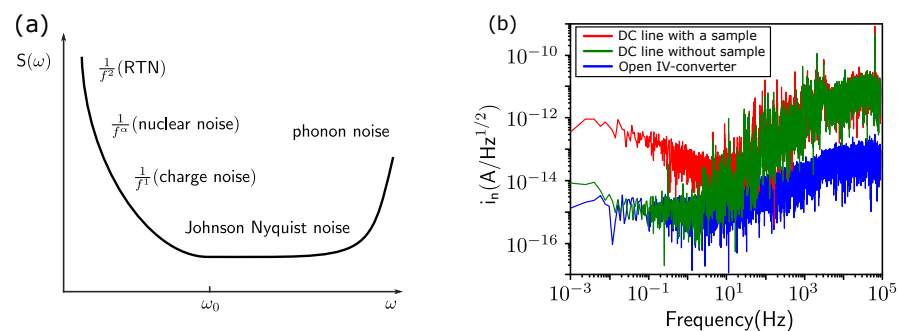 (a)
S(ω)
1/f² (RTN)
1/f^α (nuclear noise)
phonon noise
1/f¹ (charge noise)
Johnson Nyquist noise
ω₀
ω
(b)
DC line with a sample
DC line without sample
Open IV-converter
iₙ(A/Hz^1/2)
10⁻¹⁰
10⁻¹²
10⁻¹⁴
10⁻¹⁶
10⁻³ 10⁻¹ 10¹ 10³ 10⁵
Frequency(Hz)